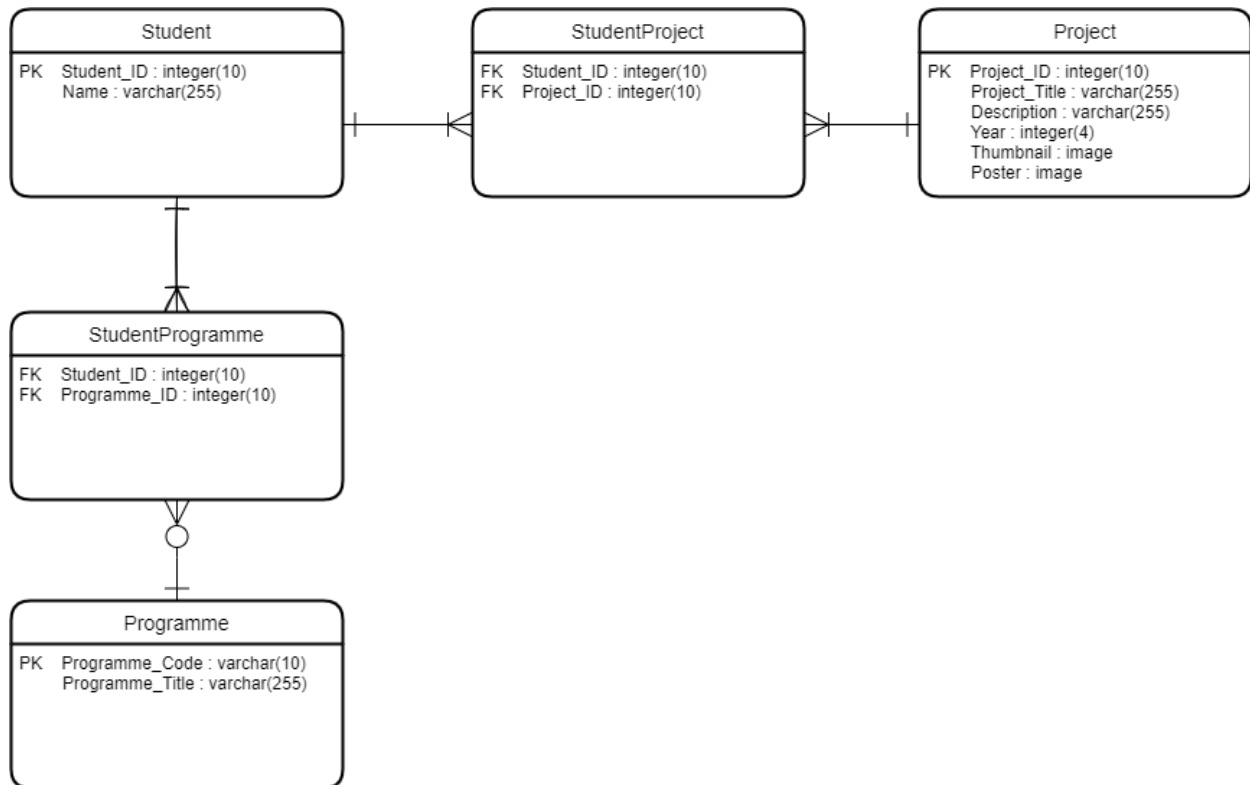 Student
PK Student_ID : integer(10)
Name : varchar(255)
StudentProject
FK Student_ID : integer(10)
FK Project_ID : integer(10)
Project
PK Project_ID : integer(10)
Project_Title : varchar(255)
Description : varchar(255)
Year : integer(4)
Thumbnail : image
Poster : image
StudentProgramme
FK Student_ID : integer(10)
FK Programme_ID : integer(10)
Programme
PK Programme_Code : varchar(10)
Programme_Title : varchar(255)